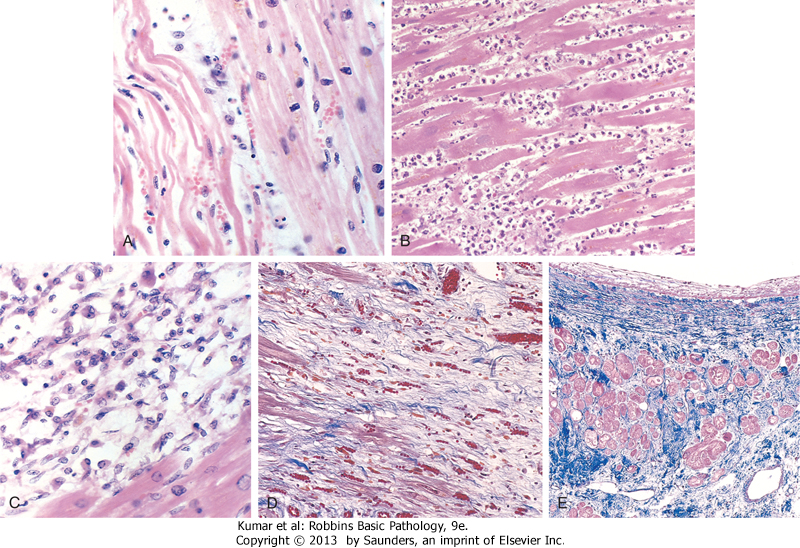 A
B
C
D
E
Kumar et al: Robbins Basic Pathology, 9e.
Copyright © 2013 by Saunders, an imprint of Elsevier Inc.